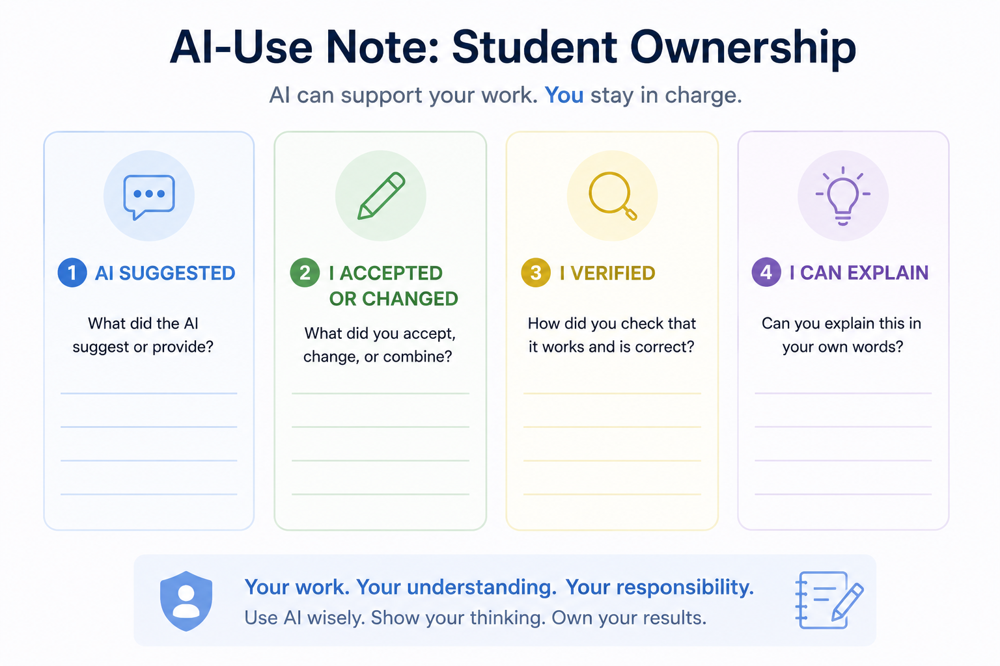 AI-Use Note: Student Ownership
AI can support your work. You stay in charge.
1 AI SUGGESTED
What did the AI
suggest or provide?
2 I ACCEPTED
OR CHANGED
What did you accept,
change, or combine?
3 I VERIFIED
How did you check that
it works and is correct?
4 I CAN EXPLAIN
Can you explain this in
your own words?
Your work. Your understanding. Your responsibility.
Use AI wisely. Show your thinking. Own your results.